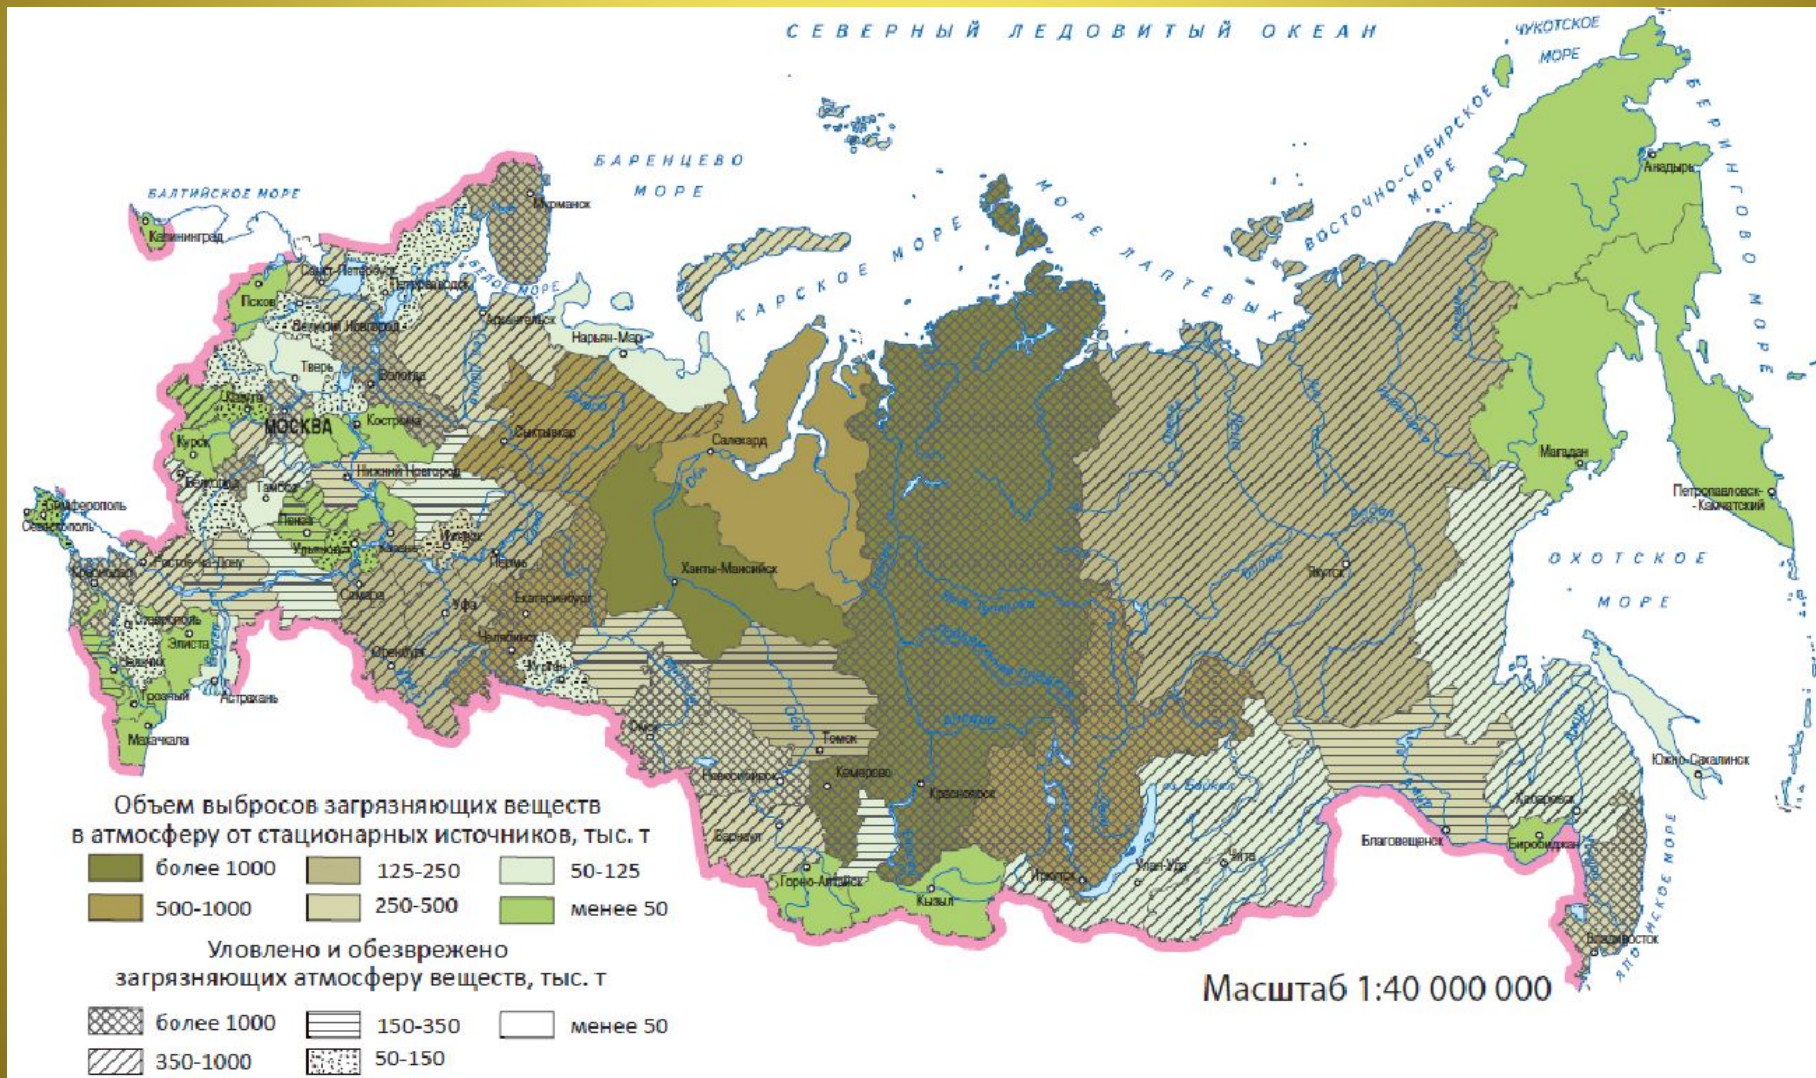 СЕВЕРНЫЙ ЛЕДОВИТЫЙ ОКЕАН
ЧУКОТСКОЕ
МОРЕ
БЕРИНГОВО МОРЕ
ВОСТОЧНО-СИБИРСКОЕ
МОРЕ
БАРЕНЦЕВО
МОРЕ
КАРСКОЕ МОРЕ
МОРЕ ЛАПТЕВЫХ
БАЛТИЙСКОЕ МОРЕ
БЕЛОЕ МОРЕ
Анадырь
Мурманск
Калининград
Санкт-Петербург
Петрозаводск
Псков
Великий Новгород
Архангельск
Нарьян-Мар
Тверь
Вологда
Калуга
МОСКВА
Кострома
Сыктывкар
Салехард
Курск
Нижний Новгород
Белгород
Тамбов
Магадан
Петропавловск-
-Камчатский
Симферополь
Севастополь
Пенза
Ульяновск
Казань
Ижевск
Пермь
Ростов-на-Дону
Краснодар
Ханты-Мансийск
Якутск
ОХОТСКОЕ
МОРЕ
Самара
Уфа
Екатеринбург
Ставрополь
Элиста
Челябинск
Нальчик
Оренбург
Курган
Грозный
Астрахань
Махачкала
Омск
Томск
Обь
Ангара
Амур
Южно-Сахалинск
Новосибирск
Кемерово
Красноярск
оз. Байкал
Хабаровск
Барнаул
Благовещенск
Биробиджан
Горно-Алтайск
Кызыл
Иркутск
Улан-Удэ
Чита
Владивосток
ЯПОНСКОЕ МОРЕ
Объем выбросов загрязняющих веществ
в атмосферу от стационарных источников, тыс. т
более 1000
125-250
50-125
500-1000
250-500
менее 50
Уловлено и обезврежено
загрязняющих атмосферу веществ, тыс. т
более 1000
150-350
менее 50
350-1000
50-150
Масштаб 1:40 000 000